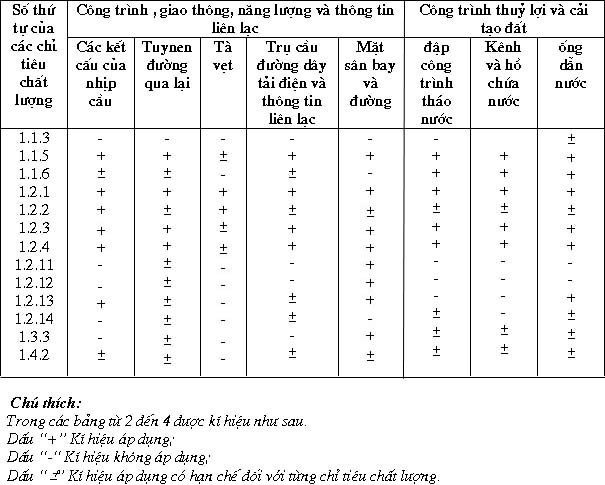 Số thứ tự của các chỉ tiêu chất lượng | Công trình , giao thông, năng lượng và thông tin liên lạc | Công trình thuỷ lợi và cải tạo đất
Các kết cấu của nhịp cầu | Tuynen đường qua lại | Tà vẹt | Trụ cầu đường dây tải điện và thông tin liên lạc | Mặt sân bay và đường | đập công trình tháo nước | Kênh và hồ chứa nước | ống dẫn nước
1.1.3 - - - - - - - ±
1.1.5 + + ± + + + + +
1.1.6 ± ± - ± - + + +
1.2.1 + + + + + + + +
1.2.2 + ± + ± ± ± ± ±
1.2.3 + + ± + + + + +
1.2.4 + + ± + + + + +
1.2.11 - ± - - + - - -
1.2.12 - ± - - + - - -
1.2.13 + ± - ± + - - +
1.2.14 - ± - ± - ± - ±
1.3.3 - ± - - + ± ± ±
1.4.2 ± ± - ± ± ± ± ±
Chú thích:
Trong các bảng từ 2 đến 4 được kí hiệu như sau.
Dấu "+" Kí hiệu áp dụng;
Dấu "-" Kí hiệu không áp dụng;
Dấu "±" Kí hiệu áp dụng có hạn chế đối với từng chỉ tiêu chất lượng.